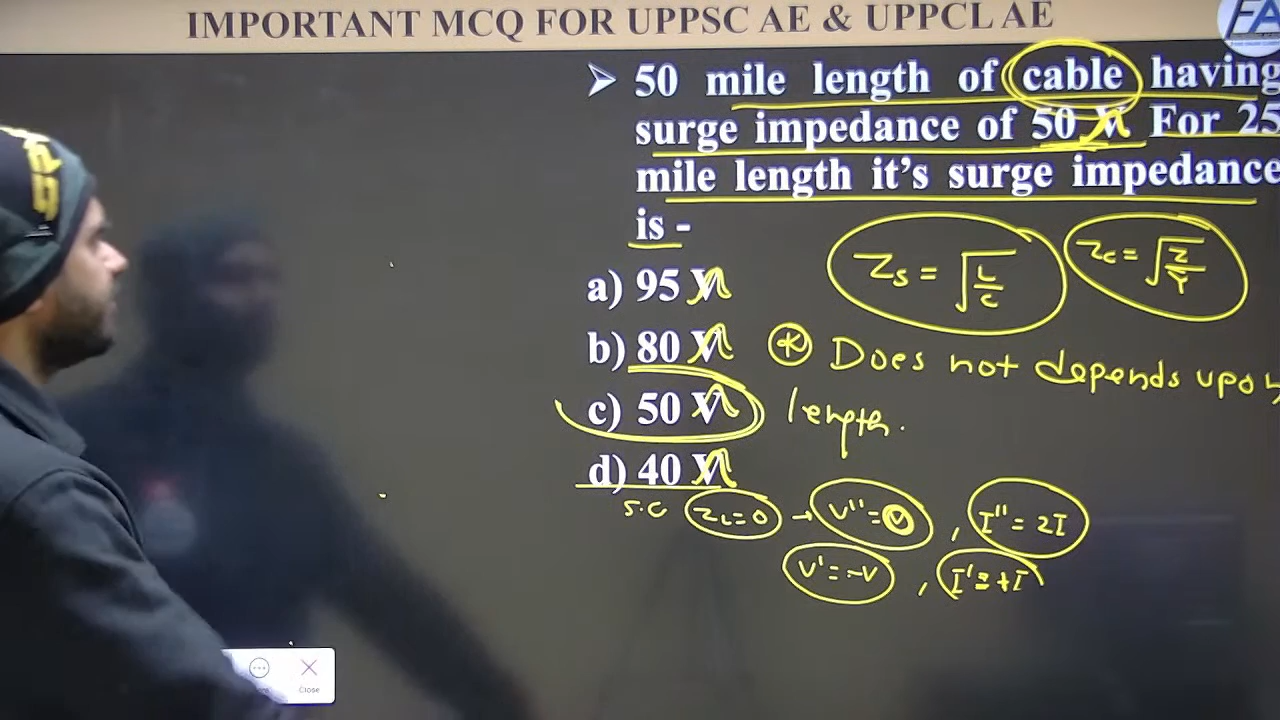 IMPORTANT MCQ FOR UPPSC AE & UPPCL AE
EA
➢ 50 mile length of cable having
surge impedance of 50 Ω For 25
mile length it's surge impedance
is -
Zs = √L/C
Zc = √Z/Y
a) 95 Ω
b) 80 Ω
* Does not depends upon
c) 50 Ω
length.
d) 40 Ω
S.C ZL=0 → V''=0 , I''=2I
V'=-V , I'=+I
Close